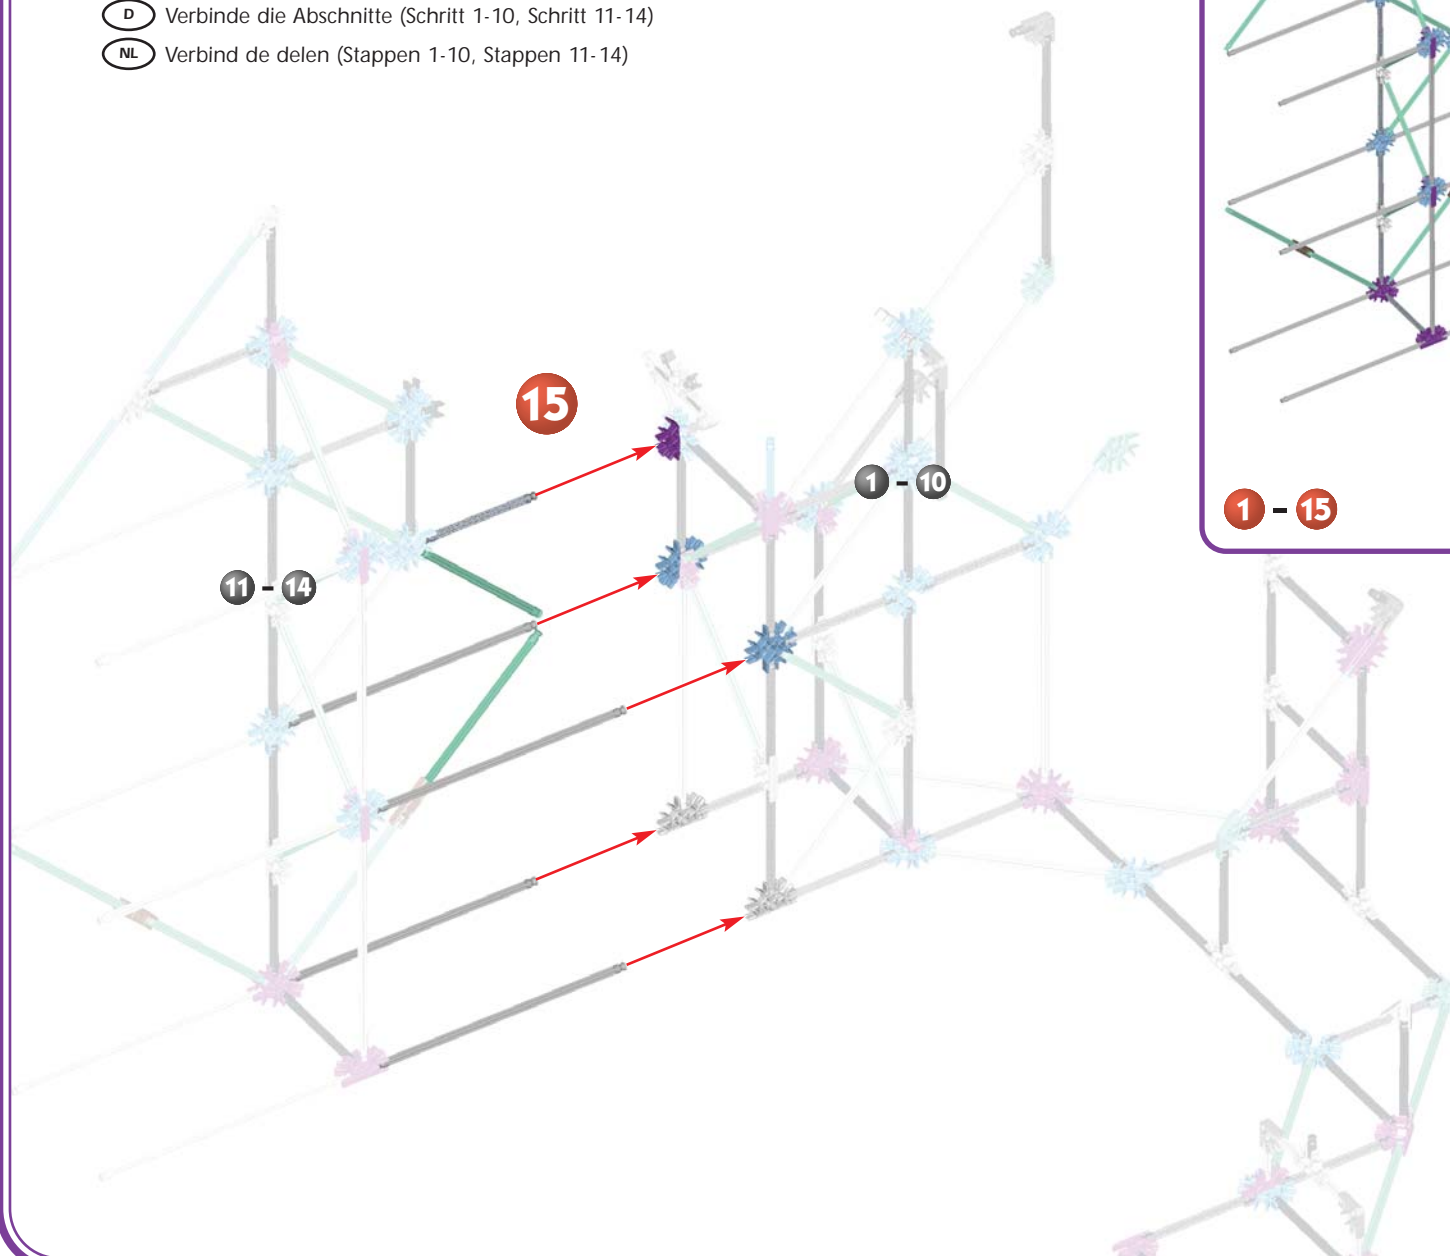 D Verbinde die Abschnitte (Schritt 1-10, Schritt 11-14)
NL Verbind de delen (Stappen 1-10, Stappen 11-14)
15
1 - 10
1 - 15
11 - 14